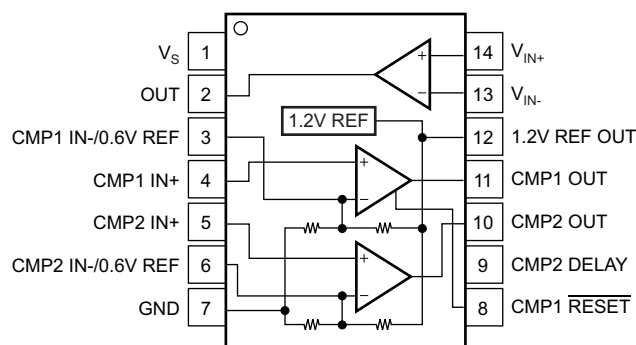 V_S 1 14 V_IN+
OUT 2 13 V_IN-
1.2V REF
CMP1 IN-/0.6V REF 3 12 1.2V REF OUT
CMP1 IN+ 4 11 CMP1 OUT
CMP2 IN+ 5 10 CMP2 OUT
CMP2 IN-/0.6V REF 6 9 CMP2 DELAY
GND 7 8 CMP1 R̅E̅S̅E̅T̅
+
−
+
−
+
−